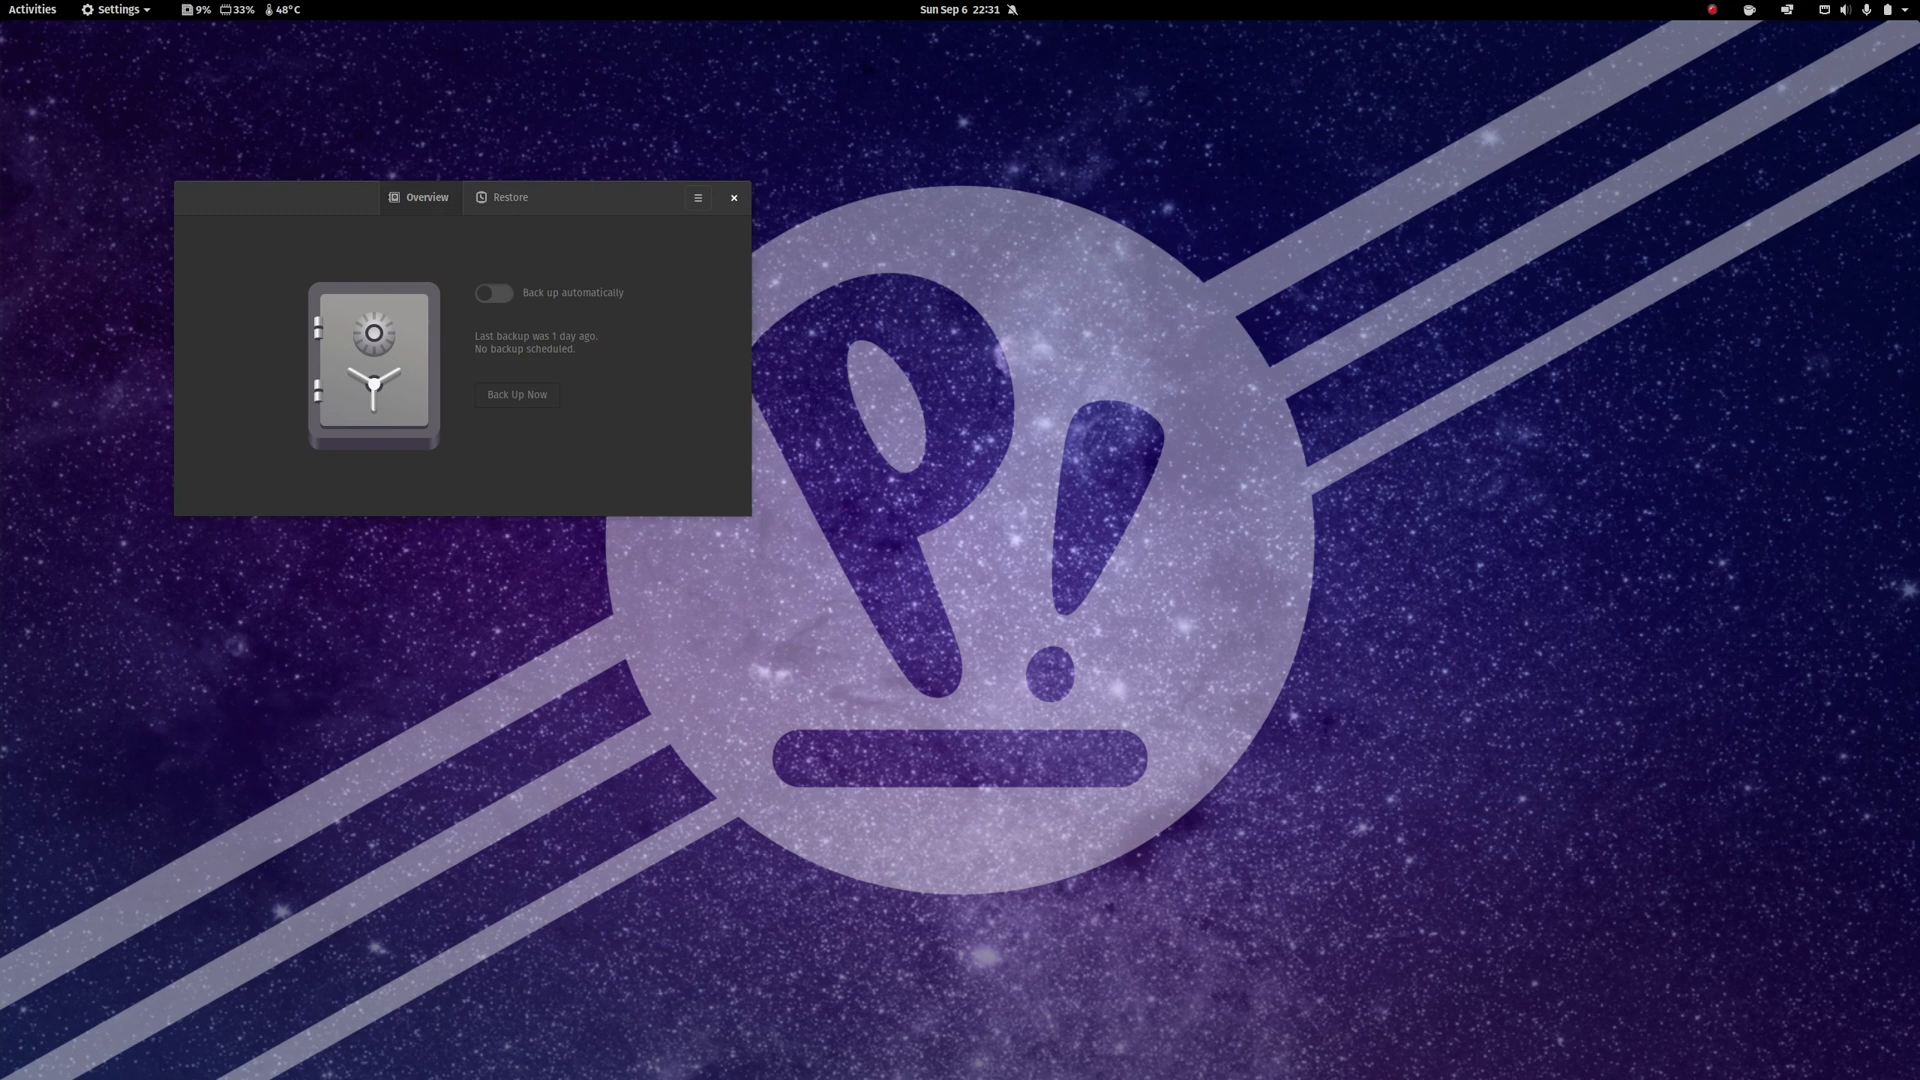 Activities Settings 9% 33% 48°C Sun Sep 6 22:31
Overview Restore
Back up automatically
Last backup was 1 day ago.
No backup scheduled.
Back Up Now
P!